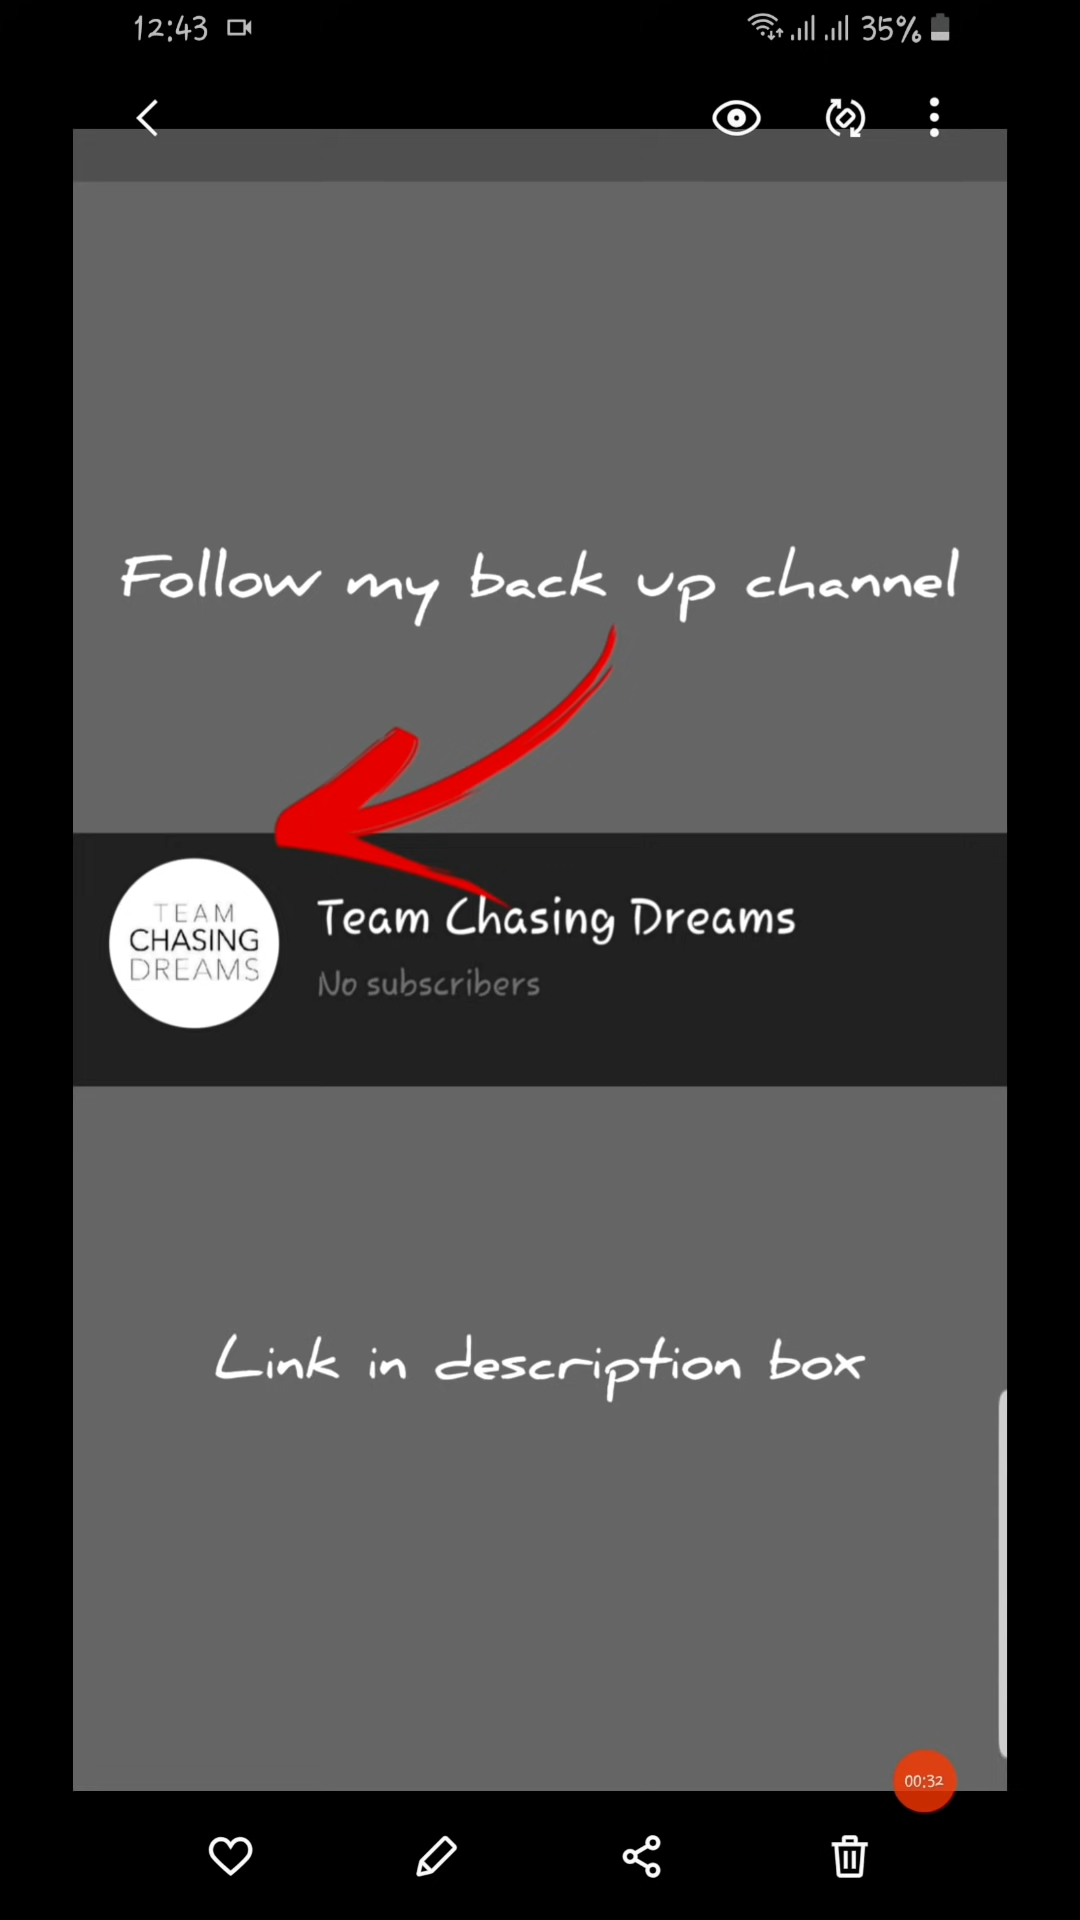 12:43
35%
Follow my back up channel
TEAM
CHASING
DREAMS
Team Chasing Dreams
No subscribers
Link in description box
00:32